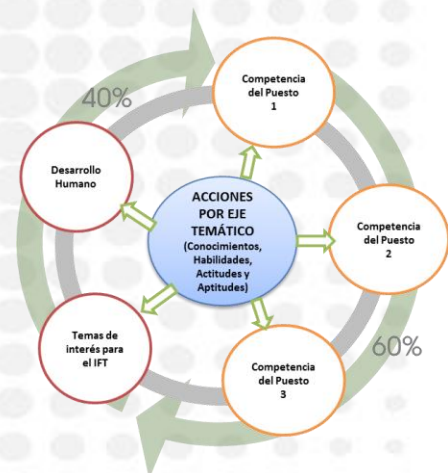 40%
Competencia
del Puesto
1
Desarrollo
Humano
ACCIONES
POR EJE
TEMÁTICO
(Conocimientos,
Habilidades,
Actitudes y
Aptitudes)
Competencia
del Puesto
2
Temas de
interés para
el IFT
Competencia
del Puesto
3
60%